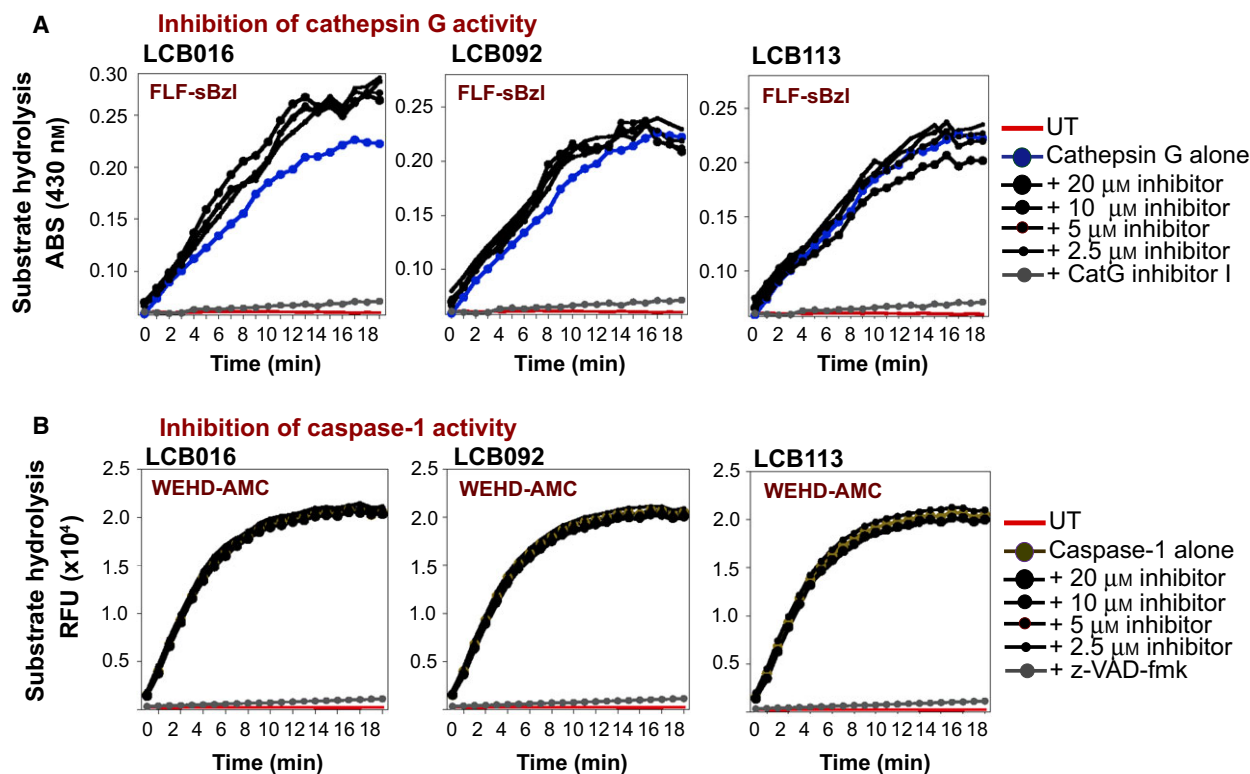 A
Inhibition of cathepsin G activity
LCB016
LCB092
LCB113
FLF-sBzl
FLF-sBzl
FLF-sBzl
Substrate hydrolysis
ABS (430 nM)
0.30
0.25
0.20
0.15
0.10
0.25
0.20
0.15
0.10
0.25
0.20
0.15
0.10
0 2 4 6 8 10 12 14 16 18
0 2 4 6 8 10 12 14 16 18
0 2 4 6 8 10 12 14 16 18
Time (min)
Time (min)
Time (min)
UT
Cathepsin G alone
+ 20 µM inhibitor
+ 10 µM inhibitor
+ 5 µM inhibitor
+ 2.5 µM inhibitor
+ CatG inhibitor I
B
Inhibition of caspase-1 activity
LCB016
LCB092
LCB113
WEHD-AMC
WEHD-AMC
WEHD-AMC
Substrate hydrolysis
RFU (x10⁴)
2.5
2.0
1.5
1.0
0.5
2.5
2.0
1.5
1.0
0.5
2.5
2.0
1.5
1.0
0.5
0 2 4 6 8 10 12 14 16 18
0 2 4 6 8 10 12 14 16 18
0 2 4 6 8 10 12 14 16 18
Time (min)
Time (min)
Time (min)
UT
Caspase-1 alone
+ 20 µM inhibitor
+ 10 µM inhibitor
+ 5 µM inhibitor
+ 2.5 µM inhibitor
+ z-VAD-fmk